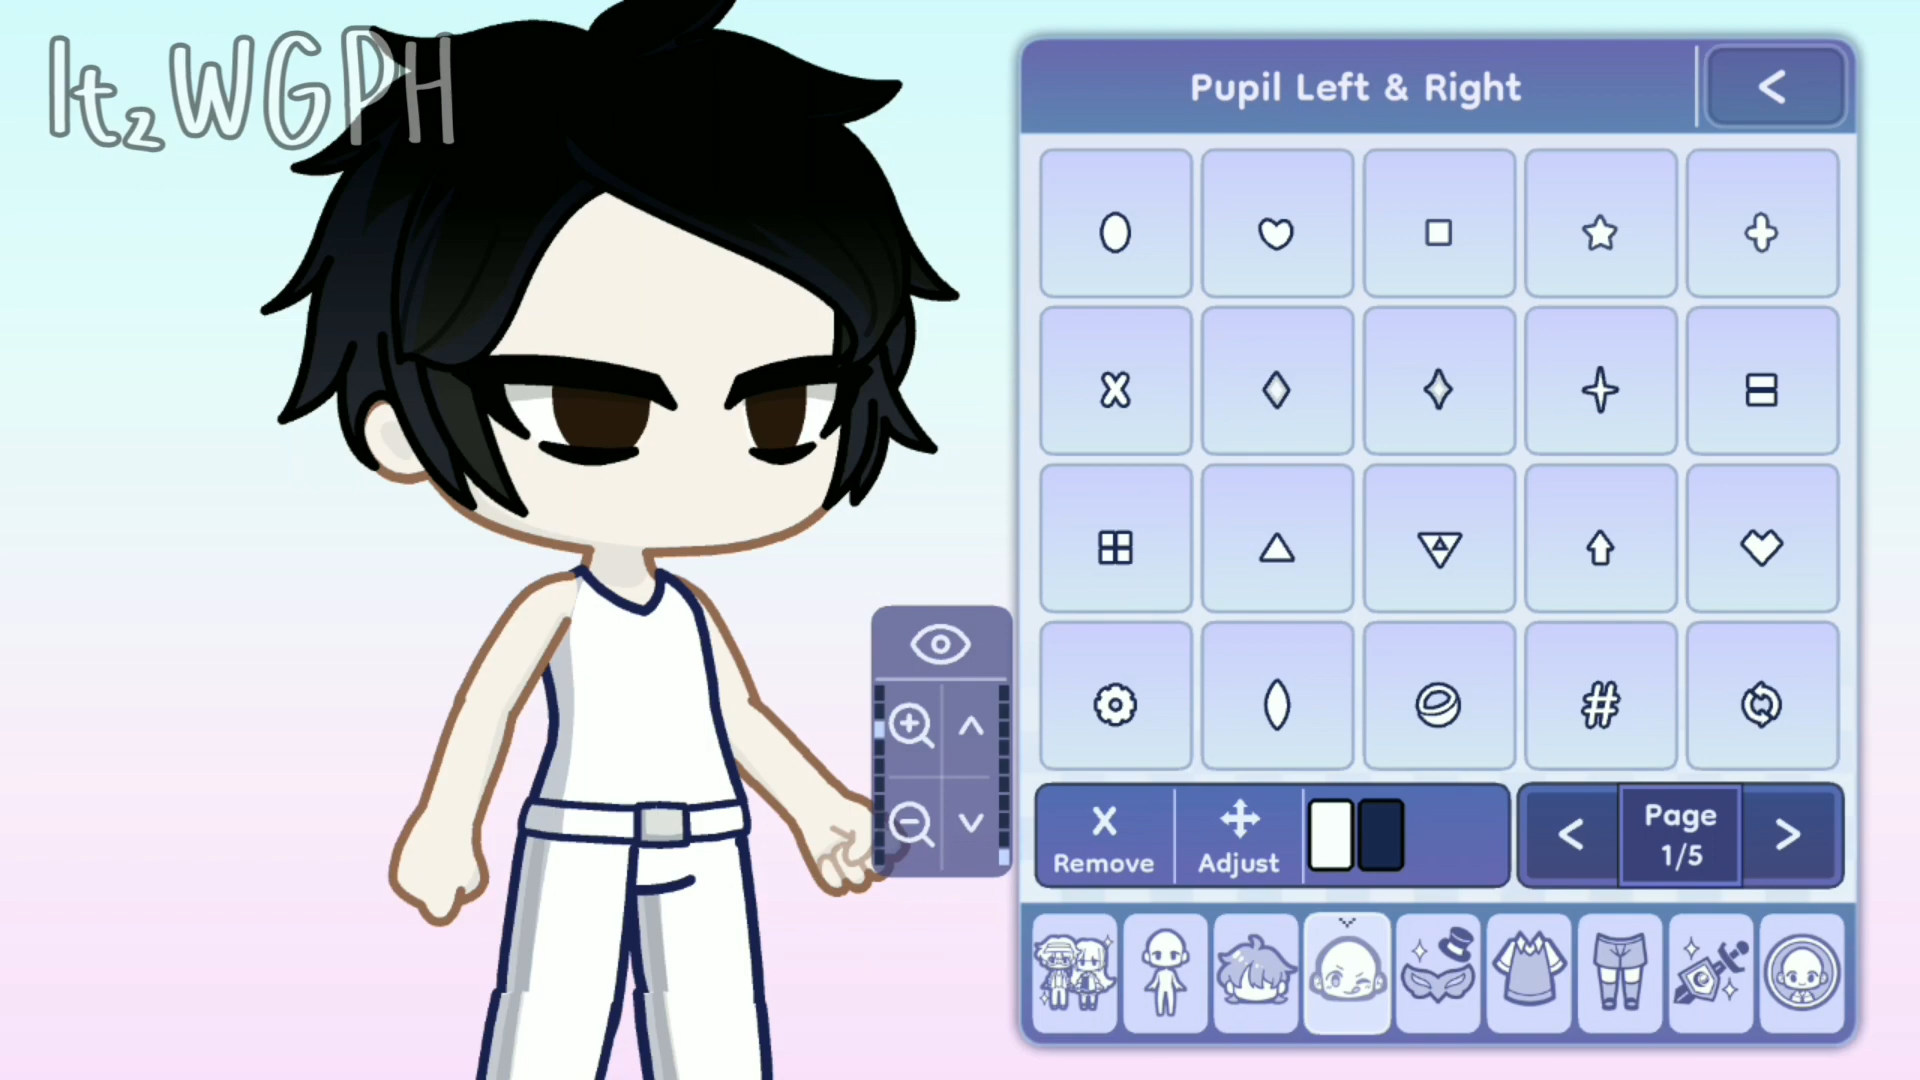 ItzWGPH
Pupil Left & Right
Remove
Adjust
Page
1/5